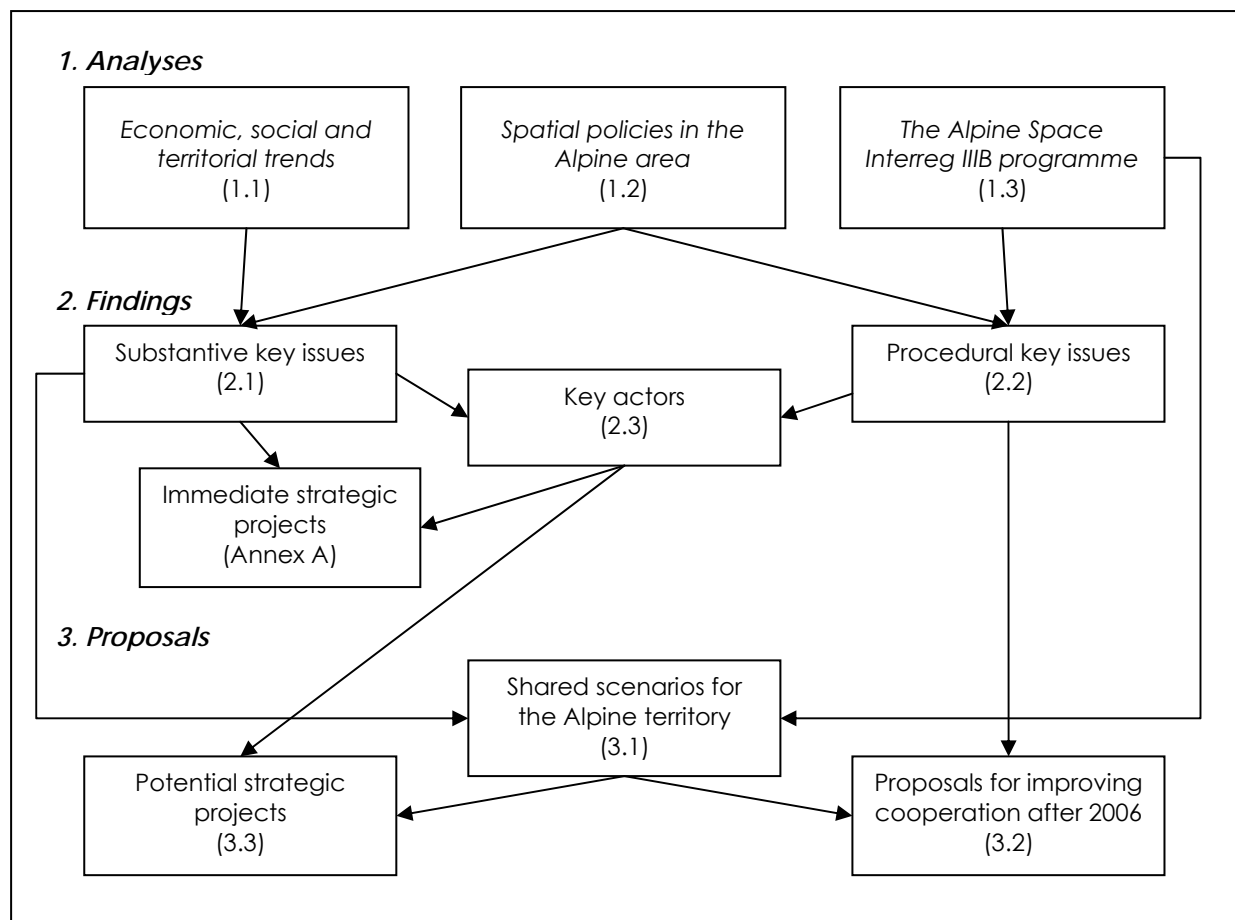 1. Analyses
Economic, social and
territorial trends
(1.1)
Spatial policies in the
Alpine area
(1.2)
The Alpine Space
Interreg IIIB programme
(1.3)
2. Findings
Substantive key issues
(2.1)
Key actors
(2.3)
Procedural key issues
(2.2)
Immediate strategic
projects
(Annex A)
3. Proposals
Shared scenarios for
the Alpine territory
(3.1)
Potential strategic
projects
(3.3)
Proposals for improving
cooperation after 2006
(3.2)